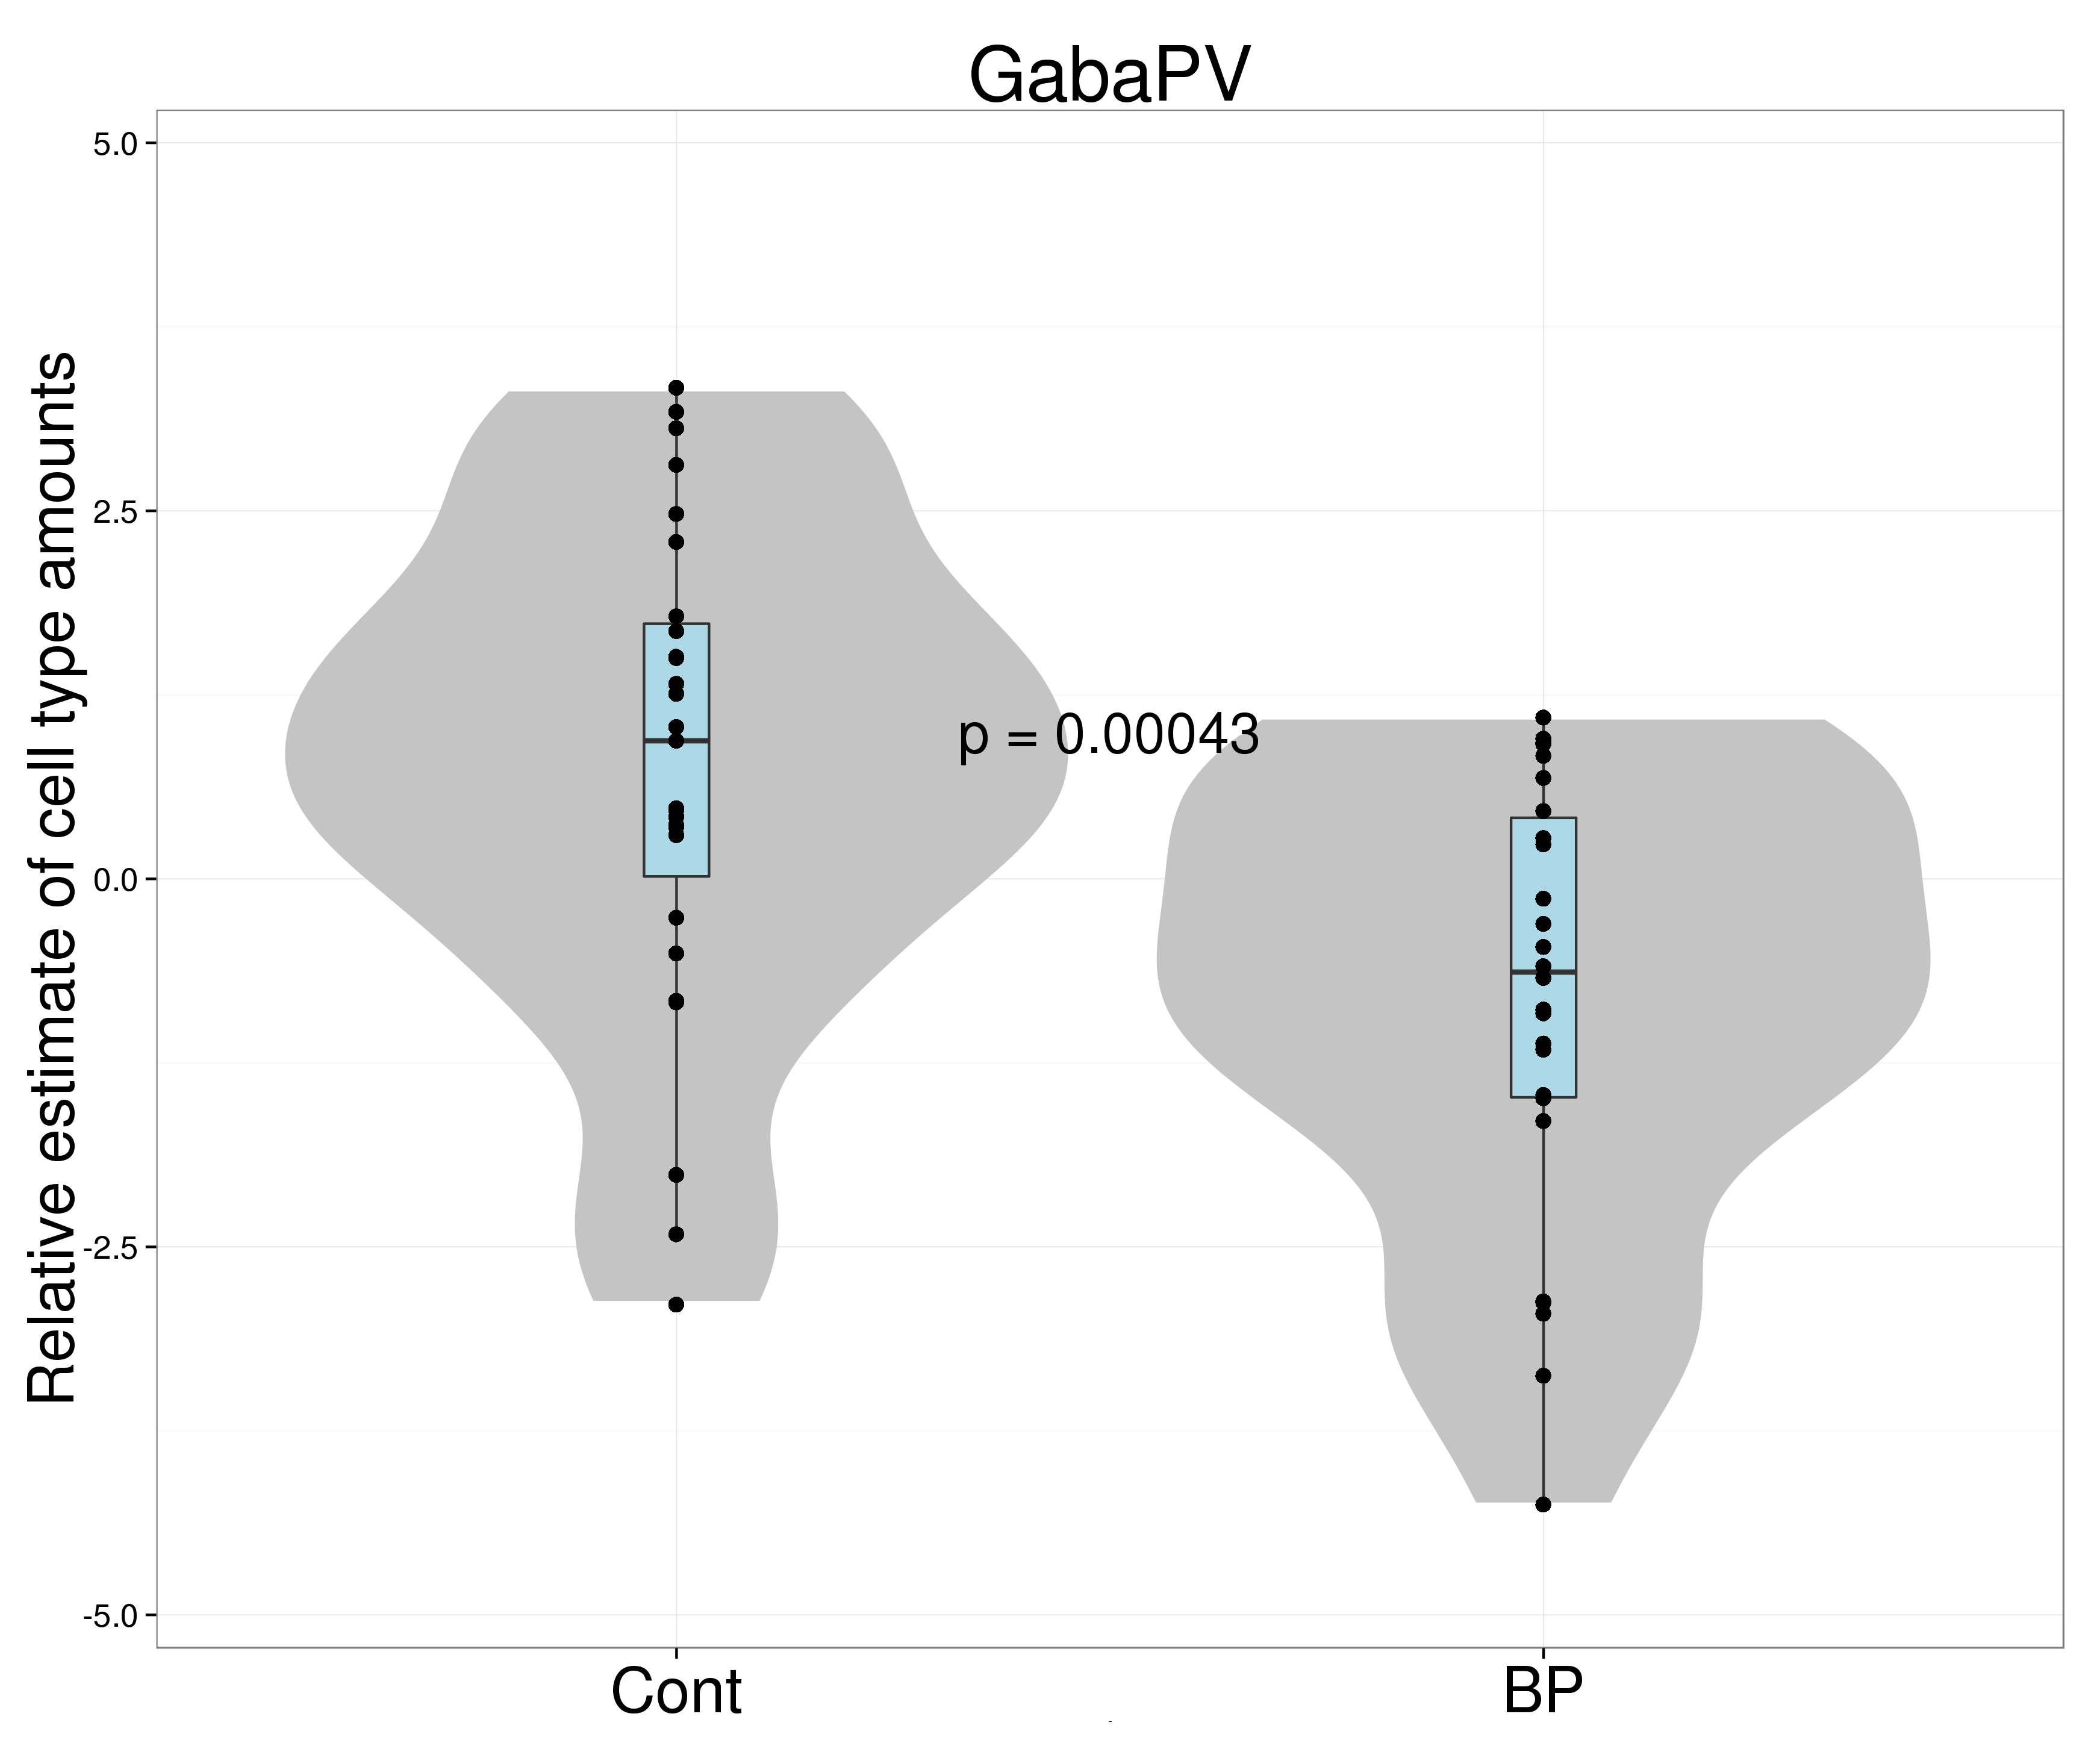 GabaPV
Relative estimate of cell type amounts
5.0
2.5
0.0
-2.5
-5.0
p = 0.00043
Cont
BP